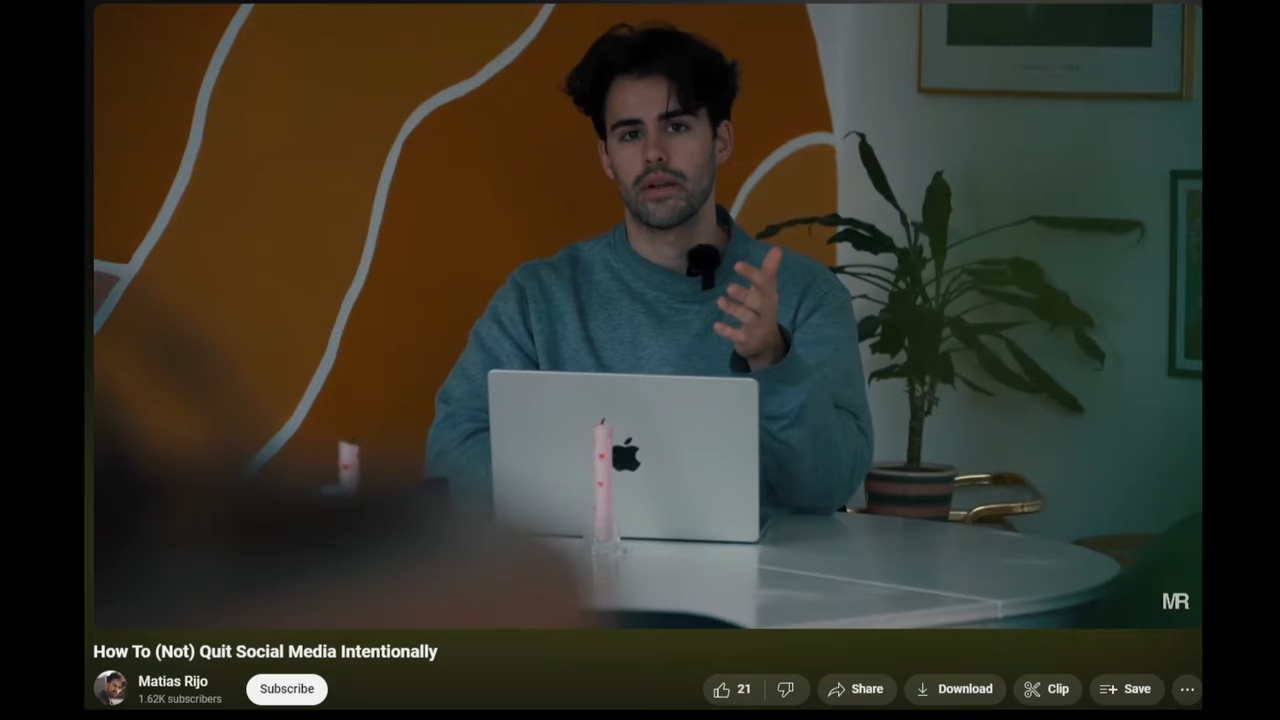 MR
How To (Not) Quit Social Media Intentionally
Matias Rijo
1.62K subscribers
Subscribe
21
Share
Download
Clip
Save